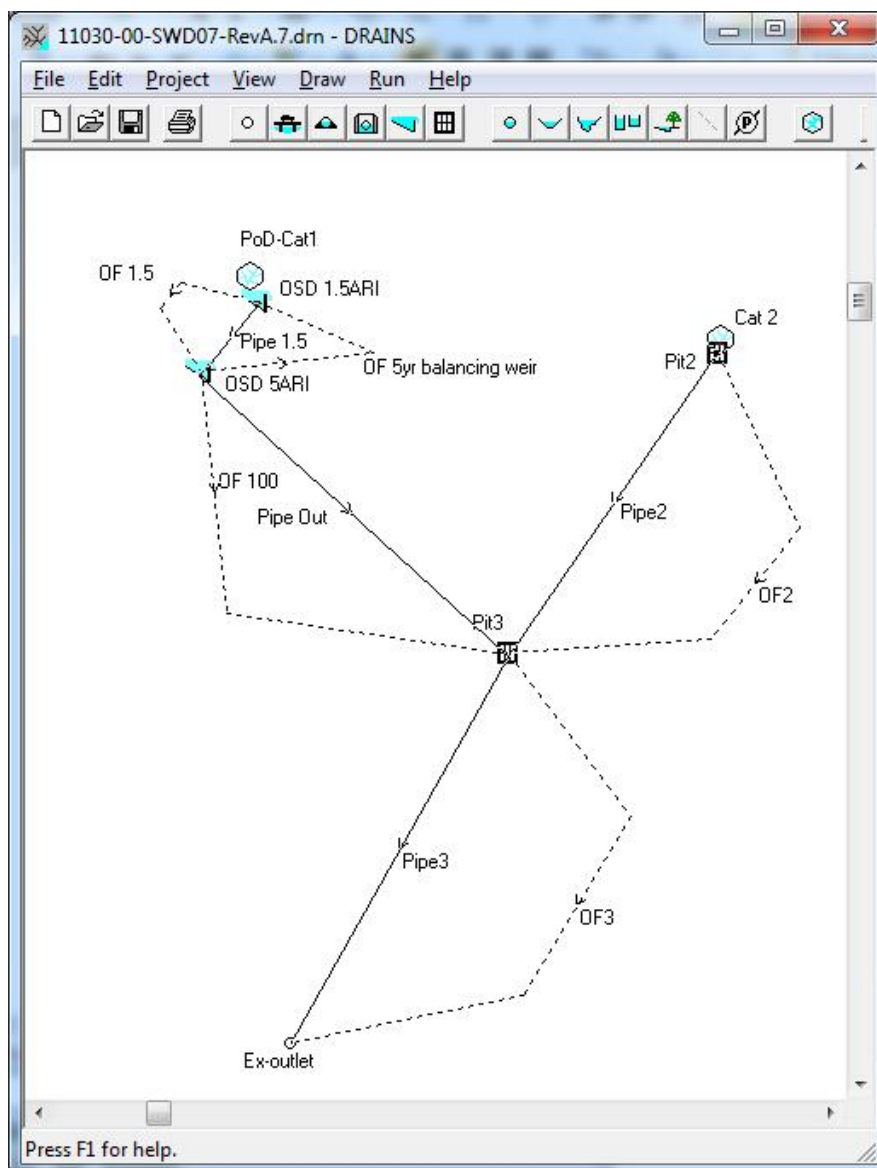 11030-00-SWD07-RevA.7.drn - DRAINS
File Edit Project View Draw Run Help
P
PoD-Cat1
OF 1.5
OSD 1.5ARI
Cat 2
Pipe 1.5
Pit2
OF 5yr balancing weir
OSD 5ARI
OF 100
Pipe Out
Pipe2
OF2
Pit3
Pipe3
OF3
Ex-outlet
Press F1 for help.